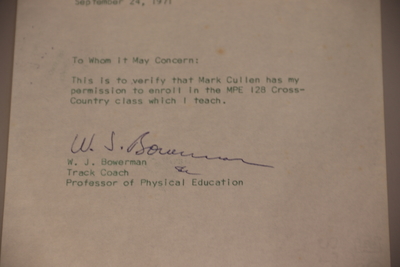 September 24, 1971
To Whom It May Concern:
This is to verify that Mark Cullen has my
permission to enroll in the MPE 128 Cross-
Country class which I teach.
W. J. Bowerman
W. J. Bowerman
Track Coach
Professor of Physical Education